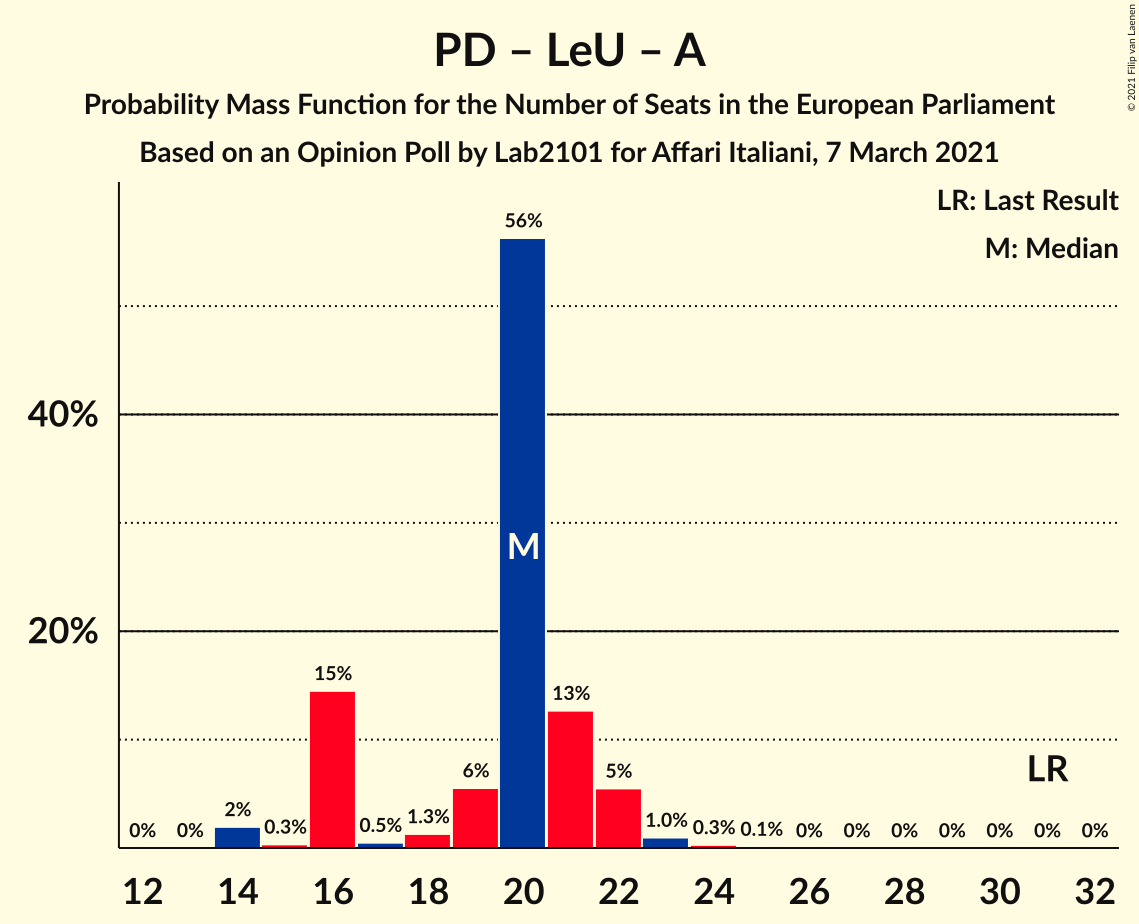 PD – LeU – A
Probability Mass Function for the Number of Seats in the European Parliament
Based on an Opinion Poll by Lab2101 for Affari Italiani, 7 March 2021
© 2021 Filip van Laenen
LR: Last Result
M: Median
56%
40%
M
20%
15%
13%
LR
6%
5%
2%
1.3%
1.0%
0% 0% 0.3% 0.5% 0.3% 0.1% 0% 0% 0% 0% 0% 0% 0%
12 14 16 18 20 22 24 26 28 30 32